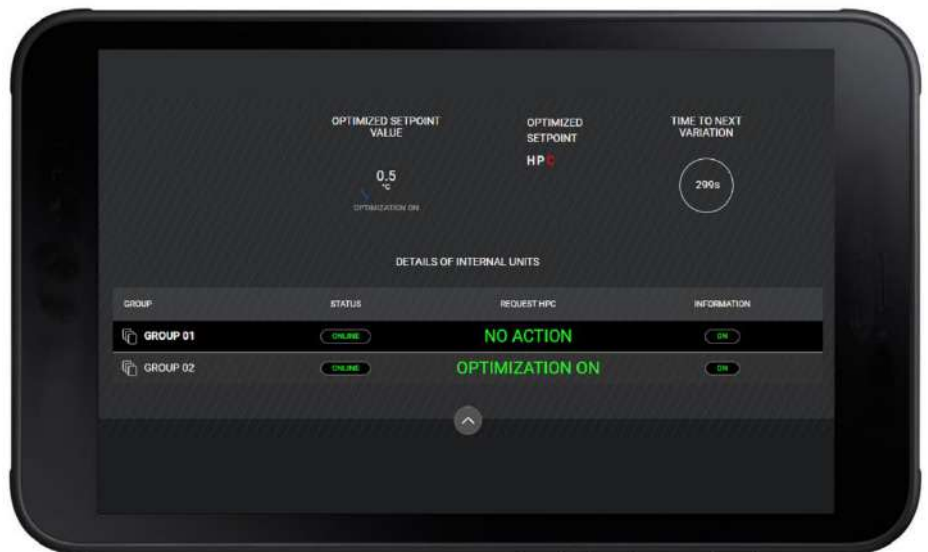 OPTIMIZED SETPOINT
VALUE
0.5
°C
OPTIMIZATION ON
OPTIMIZED
SETPOINT
HPC
TIME TO NEXT
VARIATION
299s
DETAILS OF INTERNAL UNITS
GROUP STATUS REQUEST HPC INFORMATION
GROUP 01 ONLINE NO ACTION ON
GROUP 02 ONLINE OPTIMIZATION ON ON